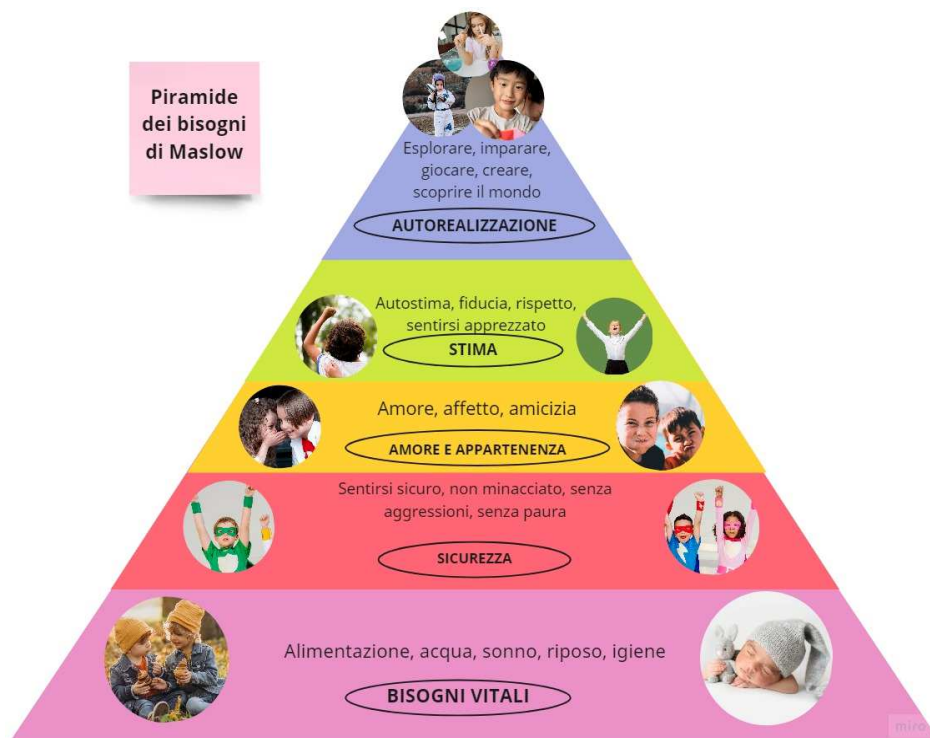 Piramide
dei bisogni
di Maslow
Esplorare, imparare,
giocare, creare,
scoprire il mondo
AUTOREALIZZAZIONE
Autostima, fiducia, rispetto,
sentirsi apprezzato
STIMA
Amore, affetto, amicizia
AMORE E APPARTENENZA
Sentirsi sicuro, non minacciato, senza
aggressioni, senza paura
SICUREZZA
Alimentazione, acqua, sonno, riposo, igiene
BISOGNI VITALI
miro